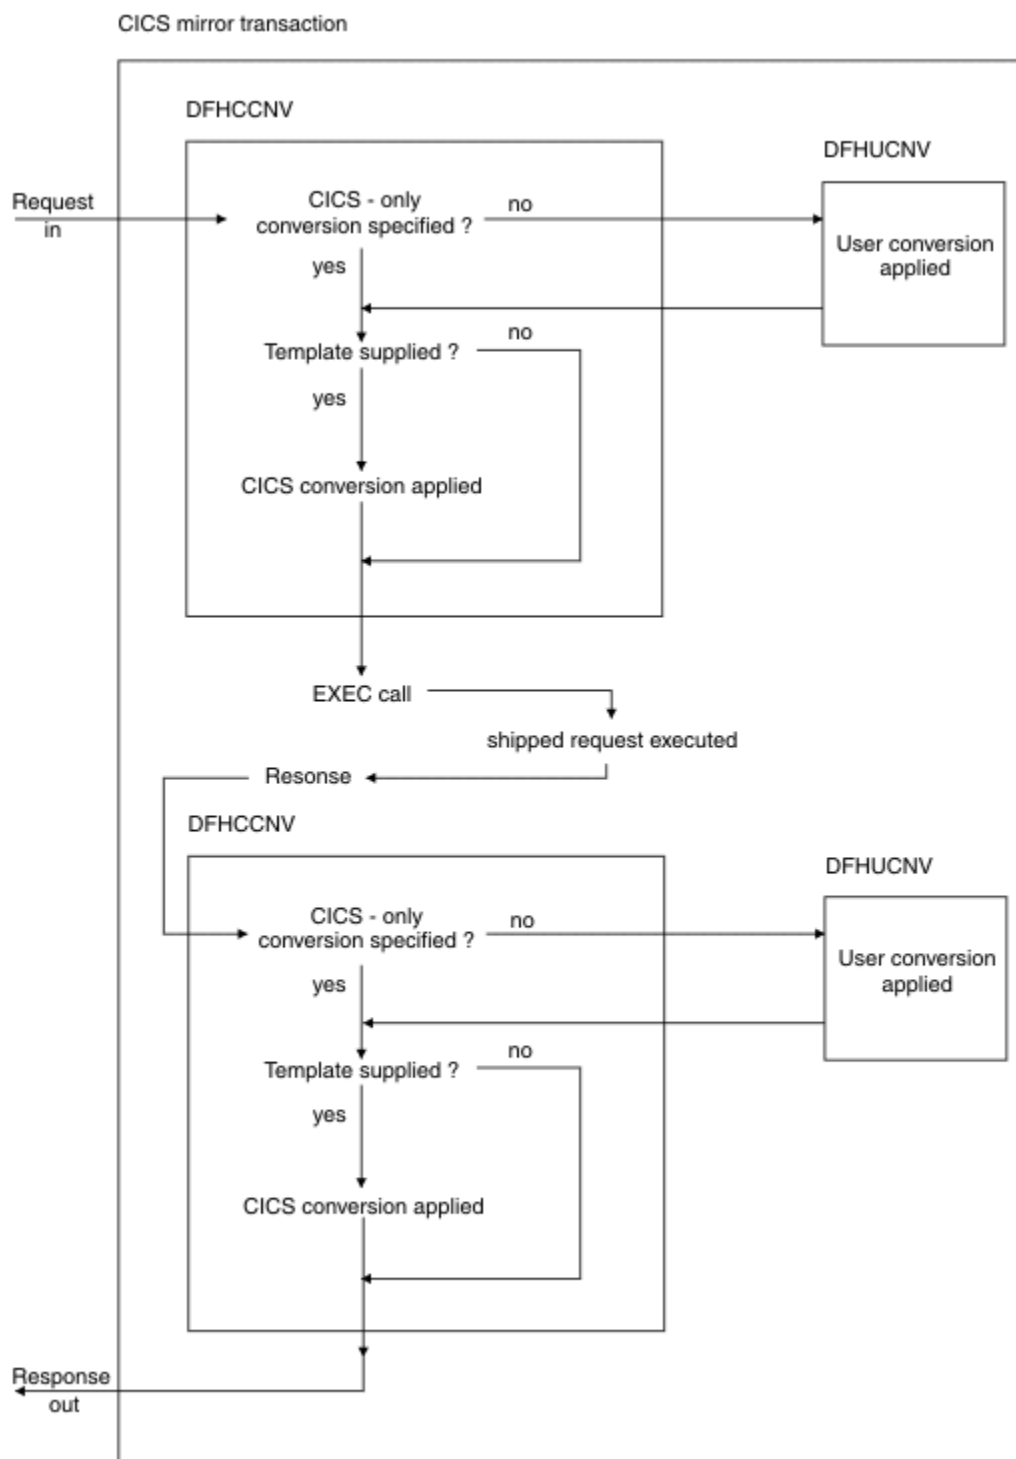 CICS mirror transaction
DFHCCNV
DFHUCNV
Request
in
CICS - only
conversion specified ?
no
User conversion
applied
yes
Template supplied ?
no
yes
CICS conversion applied
EXEC call
shipped request executed
Resonse
DFHCCNV
DFHUCNV
CICS - only
conversion specified ?
no
User conversion
applied
yes
Template supplied ?
no
yes
CICS conversion applied
Response
out